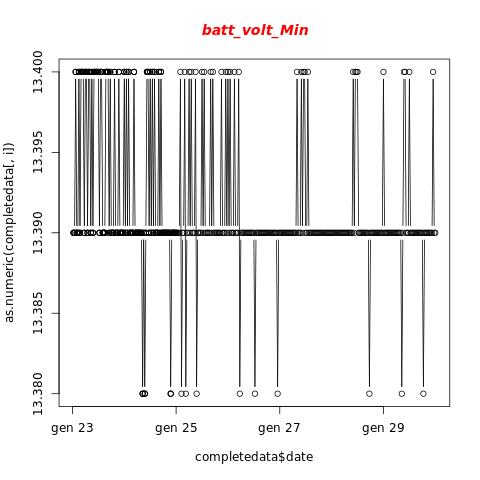 batt_volt_Min
as.numeric(completedata[, i])
13.400
13.395
13.390
13.385
13.380
gen 23
gen 25
gen 27
gen 29
completedata$date